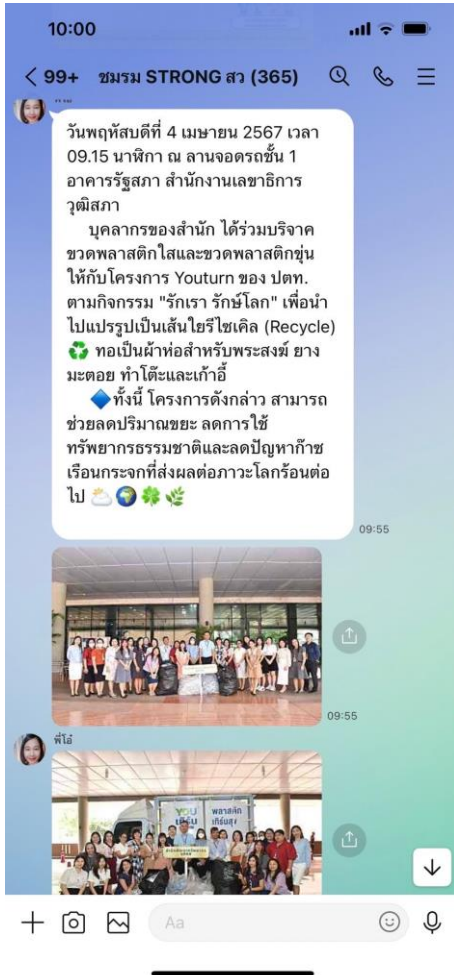 10:00
99+ ชมรม STRONG สว (365)
วันพฤหัสบดีที่ 4 เมษายน 2567 เวลา
09.15 นาฬิกา ณ ลานจอดรถชั้น 1
อาคารรัฐสภา สำนักงานเลขาธิการ
วุฒิสภา
บุคลากรของสำนัก ได้ร่วมบริจาค
ขวดพลาสติกใสและขวดพลาสติกขุ่น
ให้กับโครงการ Youturn ของ ปตท.
ตามกิจกรรม "รักเรา รักษ์โลก" เพื่อนำ
ไปแปรรูปเป็นเส้นใยรีไซเคิล (Recycle)
♻️ ทอเป็นผ้าห่อสำหรับพระสงฆ์ ยาง
มะตอย ทำโต๊ะและเก้าอี้
🔷ทั้งนี้ โครงการดังกล่าว สามารถ
ช่วยลดปริมาณขยะ ลดการใช้
ทรัพยากรธรรมชาติและลดปัญหาก๊าซ
เรือนกระจกที่ส่งผลต่อภาวะโลกร้อนต่อ
ไป 🌥️🌍🍀🌿
09:55
09:55
พี่โอ๋
YOU พลาสติก
เทิร์น เทิร์นสุข
Aa